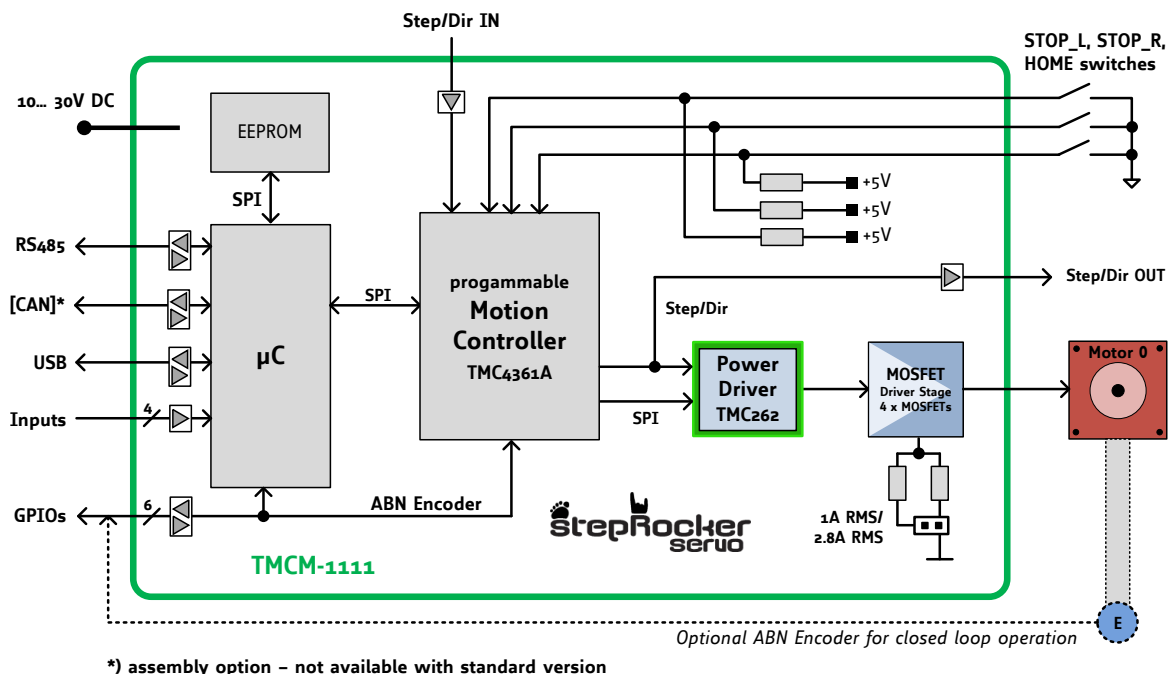 Step/Dir IN
STOP_L, STOP_R,
HOME switches
10... 30V DC
EEPROM
SPI
+5V
+5V
+5V
RS485
[CAN]*
USB
Inputs
4
GPIOs
6
µC
SPI
progammable
Motion
Controller
TMC4361A
Step/Dir OUT
Step/Dir
SPI
Power
Driver
TMC262
MOSFET
Driver Stage
4 x MOSFETs
Motor 0
ABN Encoder
stepRocker
servo
1A RMS/
2.8A RMS
TMCM-1111
E
Optional ABN Encoder for closed loop operation
*) assembly option – not available with standard version